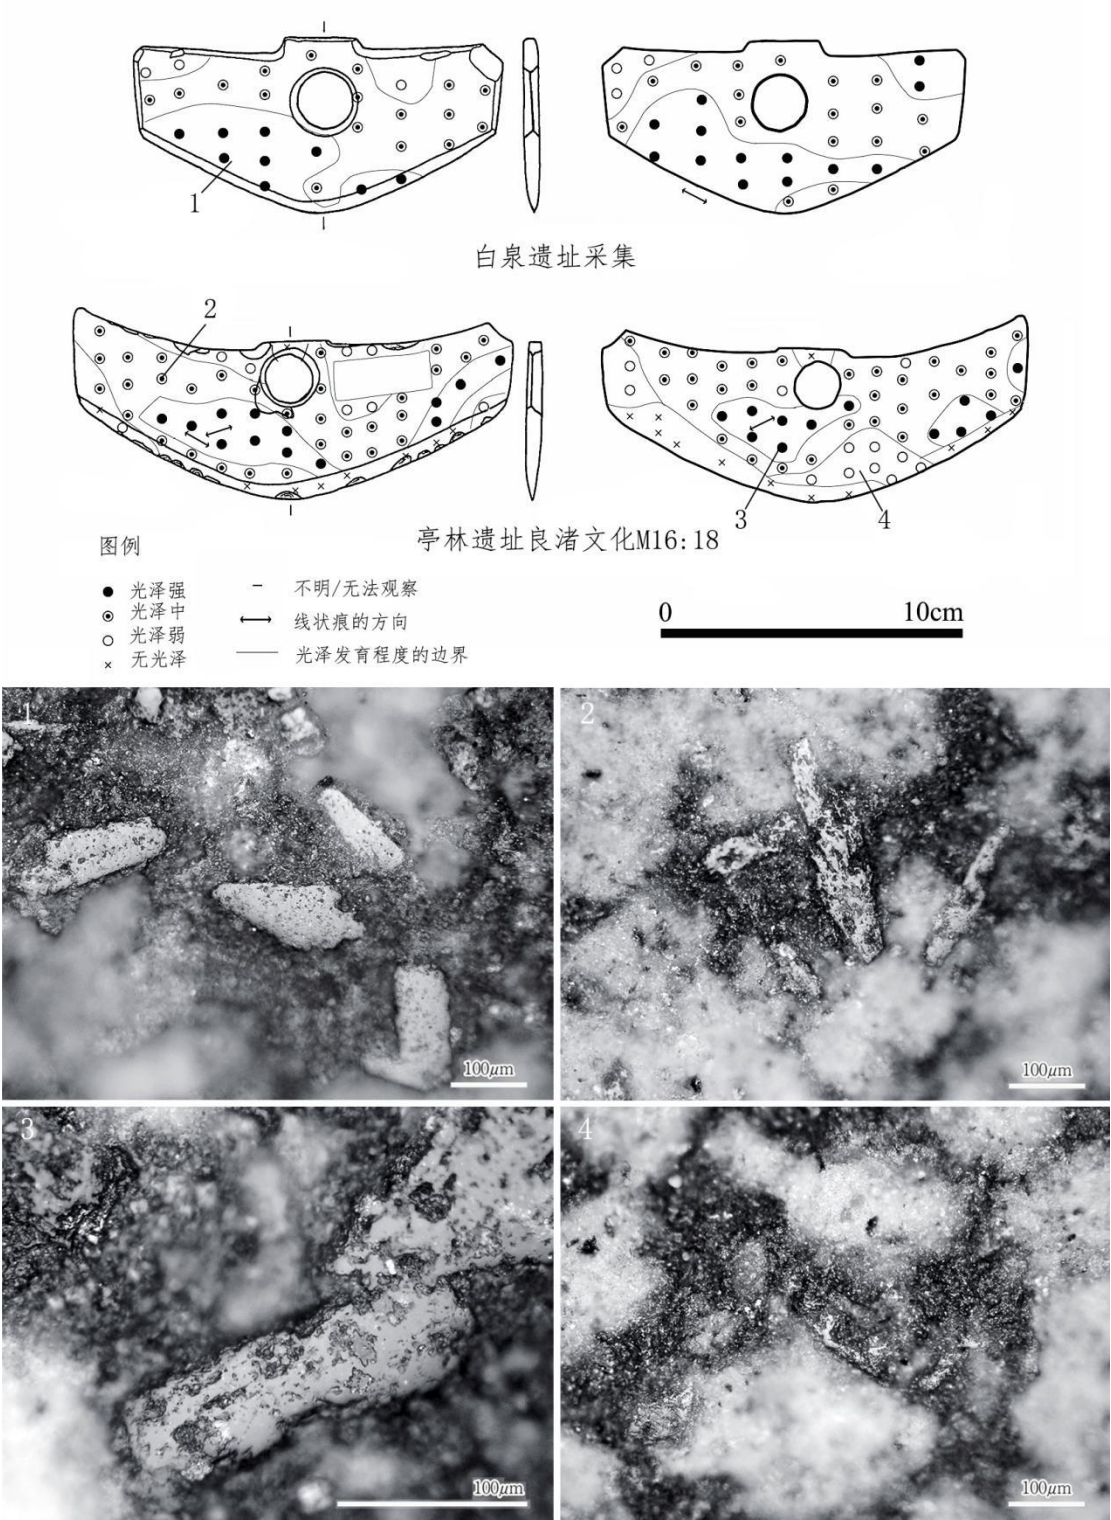 1
白泉遗址采集
2
3
4
亭林遗址良渚文化M16:18
图例
光泽强
光泽中
光泽弱
无光泽
不明/无法观察
线状痕的方向
光泽发育程度的边界
0 10cm
1
100μm
2
100μm
3
100μm
4
100μm